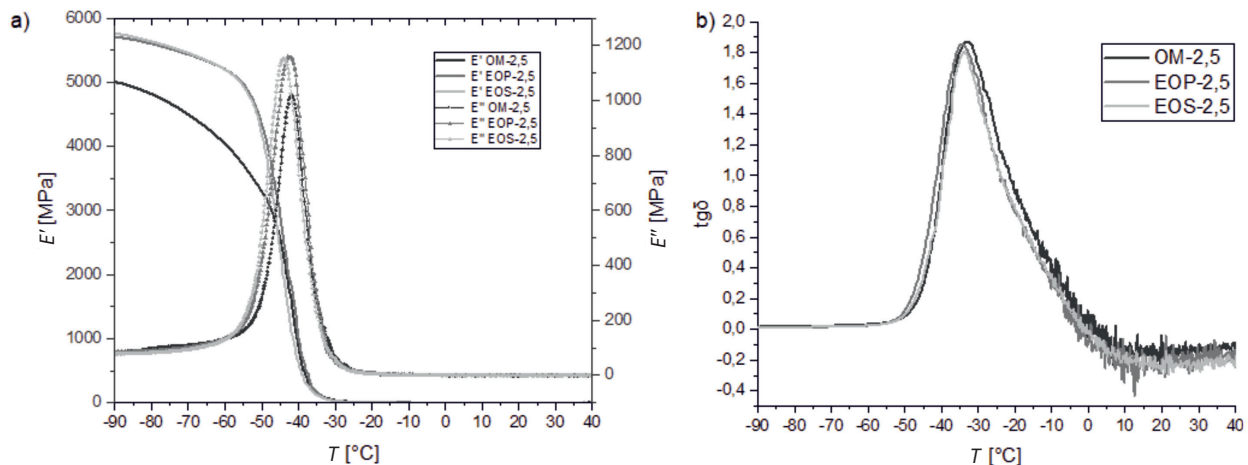 a)
E' [MPa]
6000
5000
4000
3000
2000
1000
0
E' OM-2,5
E' EOP-2,5
E' EOS-2,5
E'' OM-2,5
E'' EOP-2,5
E'' EOS-2,5
1200
1000
800
600
400
200
0
E'' [MPa]
-90 -80 -70 -60 -50 -40 -30 -20 -10 0 10 20 30 40
T [°C]
b)
tgδ
2,0
1,8
1,6
1,4
1,2
1,0
0,8
0,6
0,4
0,2
0,0
-0,2
-0,4
OM-2,5
EOP-2,5
EOS-2,5
-90 -80 -70 -60 -50 -40 -30 -20 -10 0 10 20 30 40
T [°C]